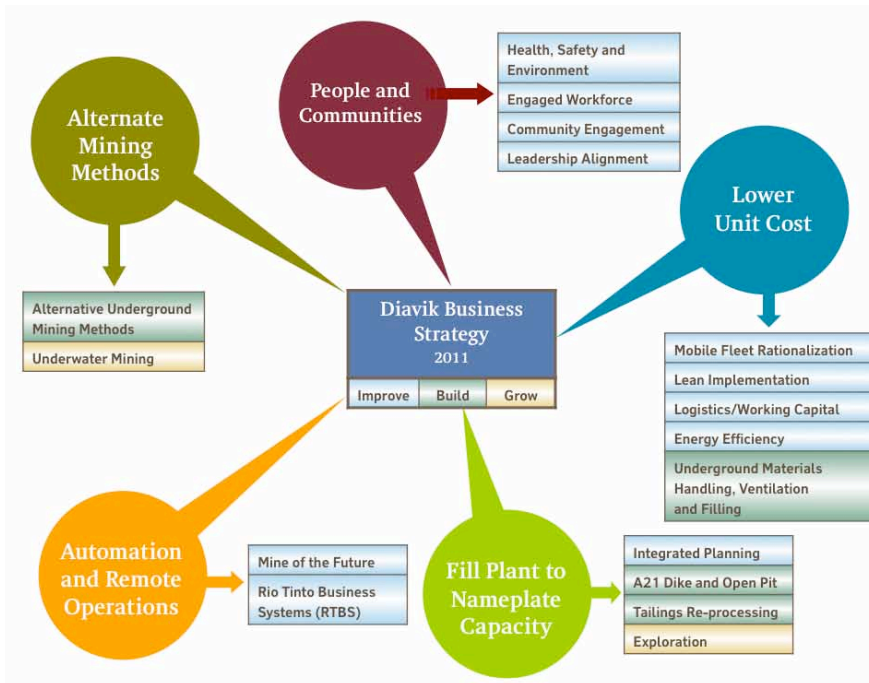 Alternate
Mining
Methods
Alternative Underground
Mining Methods
Underwater Mining
People and
Communities
Health, Safety and
Environment
Engaged Workforce
Community Engagement
Leadership Alignment
Lower
Unit Cost
Mobile Fleet Rationalization
Lean Implementation
Logistics/Working Capital
Energy Efficiency
Underground Materials
Handling, Ventilation
and Filling
Diavik Business
Strategy
2011
Improve
Build
Grow
Automation
and Remote
Operations
Mine of the Future
Rio Tinto Business
Systems (RTBS)
Fill Plant to
Nameplate
Capacity
Integrated Planning
A21 Dike and Open Pit
Tailings Re-processing
Exploration